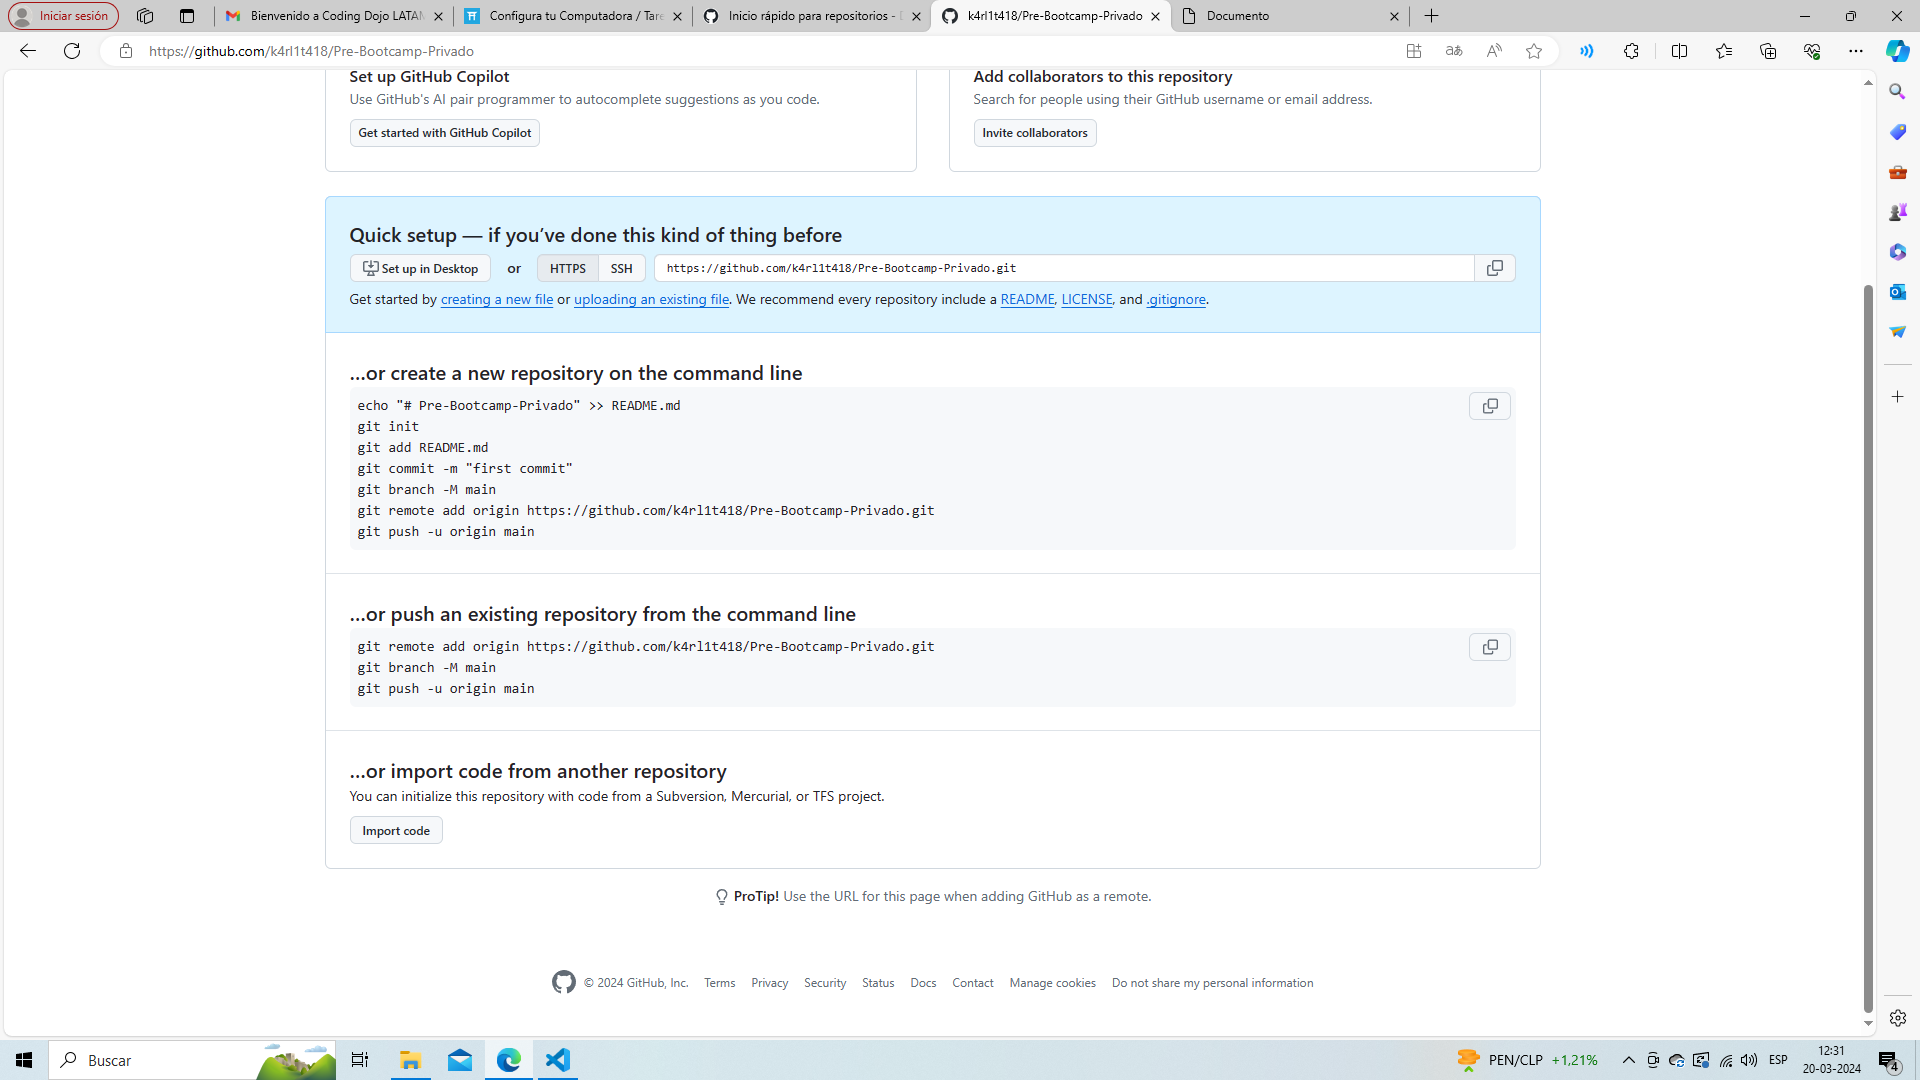 Iniciar sesión
Bienvenido a Coding Dojo LATAM
Configura tu Computadora / Tare
Inicio rápido para repositorios - D
k4rl1t418/Pre-Bootcamp-Privado
Documento
https://github.com/k4rl1t418/Pre-Bootcamp-Privado
Set up GitHub Copilot
Use GitHub's AI pair programmer to autocomplete suggestions as you code.
Get started with GitHub Copilot
Add collaborators to this repository
Search for people using their GitHub username or email address.
Invite collaborators
Quick setup — if you’ve done this kind of thing before
Set up in Desktop or HTTPS SSH https://github.com/k4rl1t418/Pre-Bootcamp-Privado.git
Get started by creating a new file or uploading an existing file. We recommend every repository include a README, LICENSE, and .gitignore.
…or create a new repository on the command line
echo "# Pre-Bootcamp-Privado" >> README.md
git init
git add README.md
git commit -m "first commit"
git branch -M main
git remote add origin https://github.com/k4rl1t418/Pre-Bootcamp-Privado.git
git push -u origin main
…or push an existing repository from the command line
git remote add origin https://github.com/k4rl1t418/Pre-Bootcamp-Privado.git
git branch -M main
git push -u origin main
…or import code from another repository
You can initialize this repository with code from a Subversion, Mercurial, or TFS project.
Import code
ProTip! Use the URL for this page when adding GitHub as a remote.
© 2024 GitHub, Inc. Terms Privacy Security Status Docs Contact Manage cookies Do not share my personal information
Buscar
PEN/CLP +1,21%
ESP
12:31
20-03-2024
4